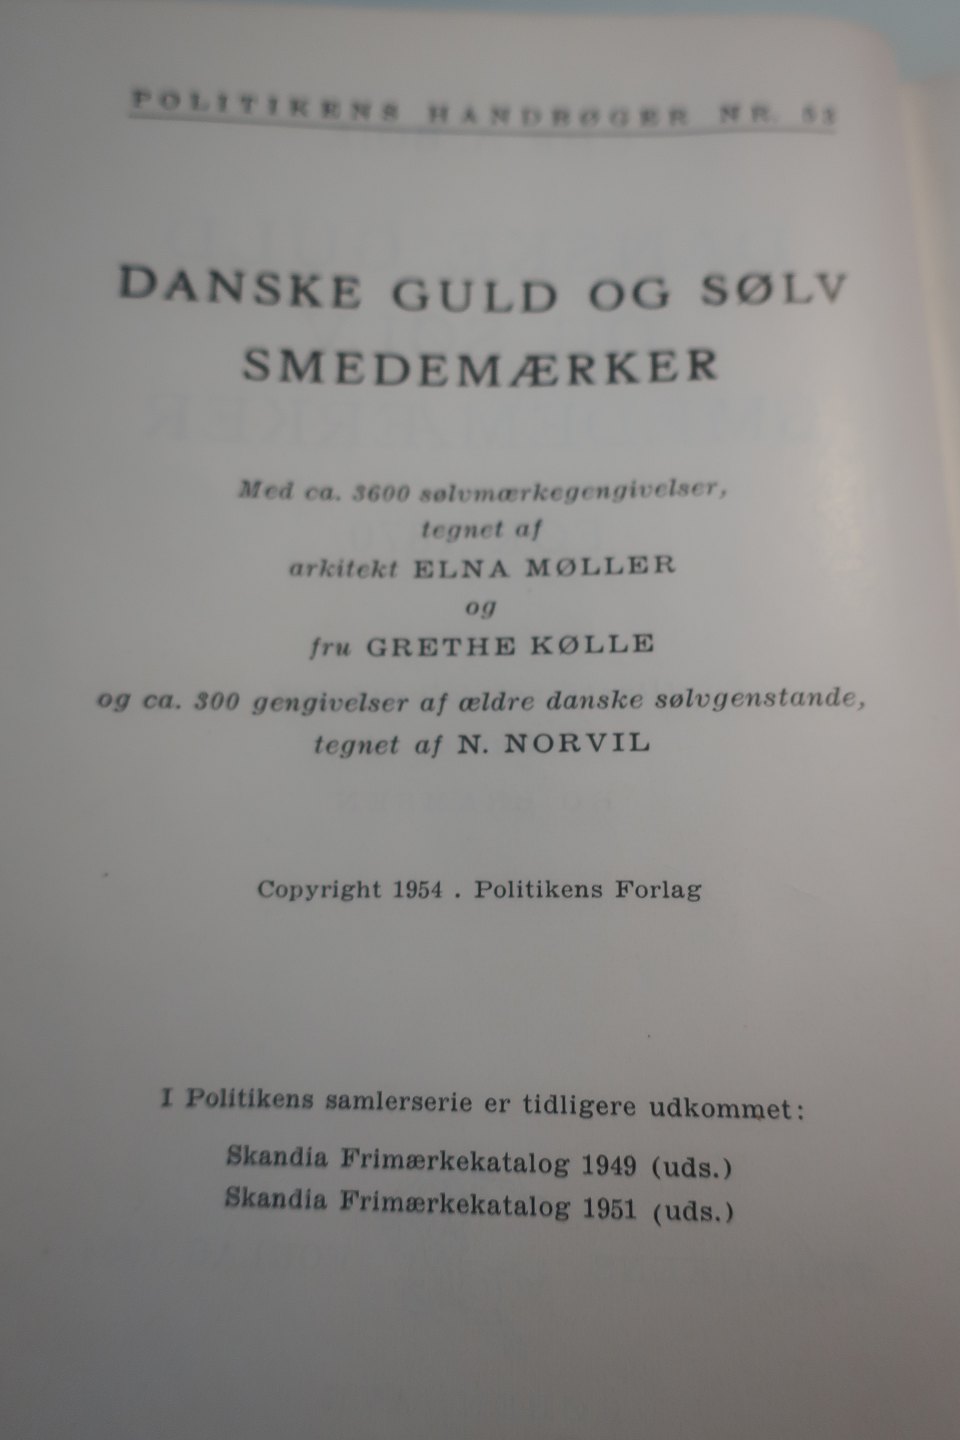 POLITIKENS HANDBØGER NR. 53
DANSKE GULD OG SØLV
SMEDEMÆRKER
Med ca. 3600 sølvmærkegengivelser,
tegnet af
arkitekt ELNA MØLLER
og
fru GRETHE KØLLE
og ca. 300 gengivelser af ældre danske sølvgenstande,
tegnet af N. NORVIL
Copyright 1954 . Politikens Forlag
I Politikens samlerserie er tidligere udkommet:
Skandia Frimærkekatalog 1949 (uds.)
Skandia Frimærkekatalog 1951 (uds.)